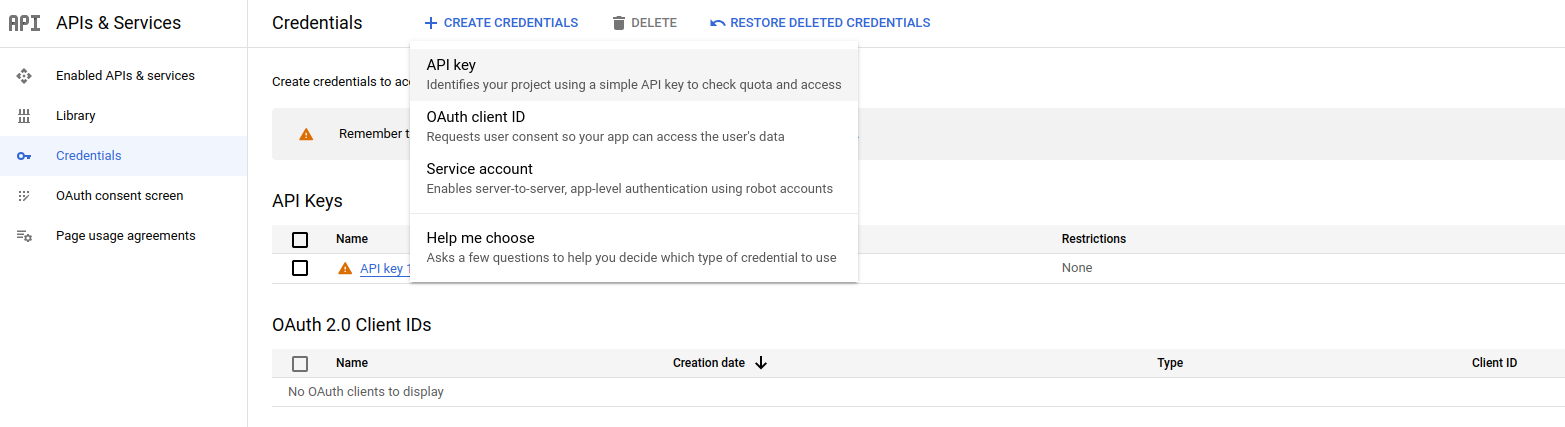 API APIs & Services
Credentials
CREATE CREDENTIALS
DELETE
RESTORE DELETED CREDENTIALS
Enabled APIs & services
Library
Credentials
OAuth consent screen
Page usage agreements
Create credentials to
API key
Identifies your project using a simple API key to check quota and access
OAuth client ID
Requests user consent so your app can access the user's data
Service account
Enables server-to-server, app-level authentication using robot accounts
Help me choose
Asks a few questions to help you decide which type of credential to use
Remember
API Keys
Name Restrictions
API key None
OAuth 2.0 Client IDs
Name Creation date Type Client ID
No OAuth clients to display